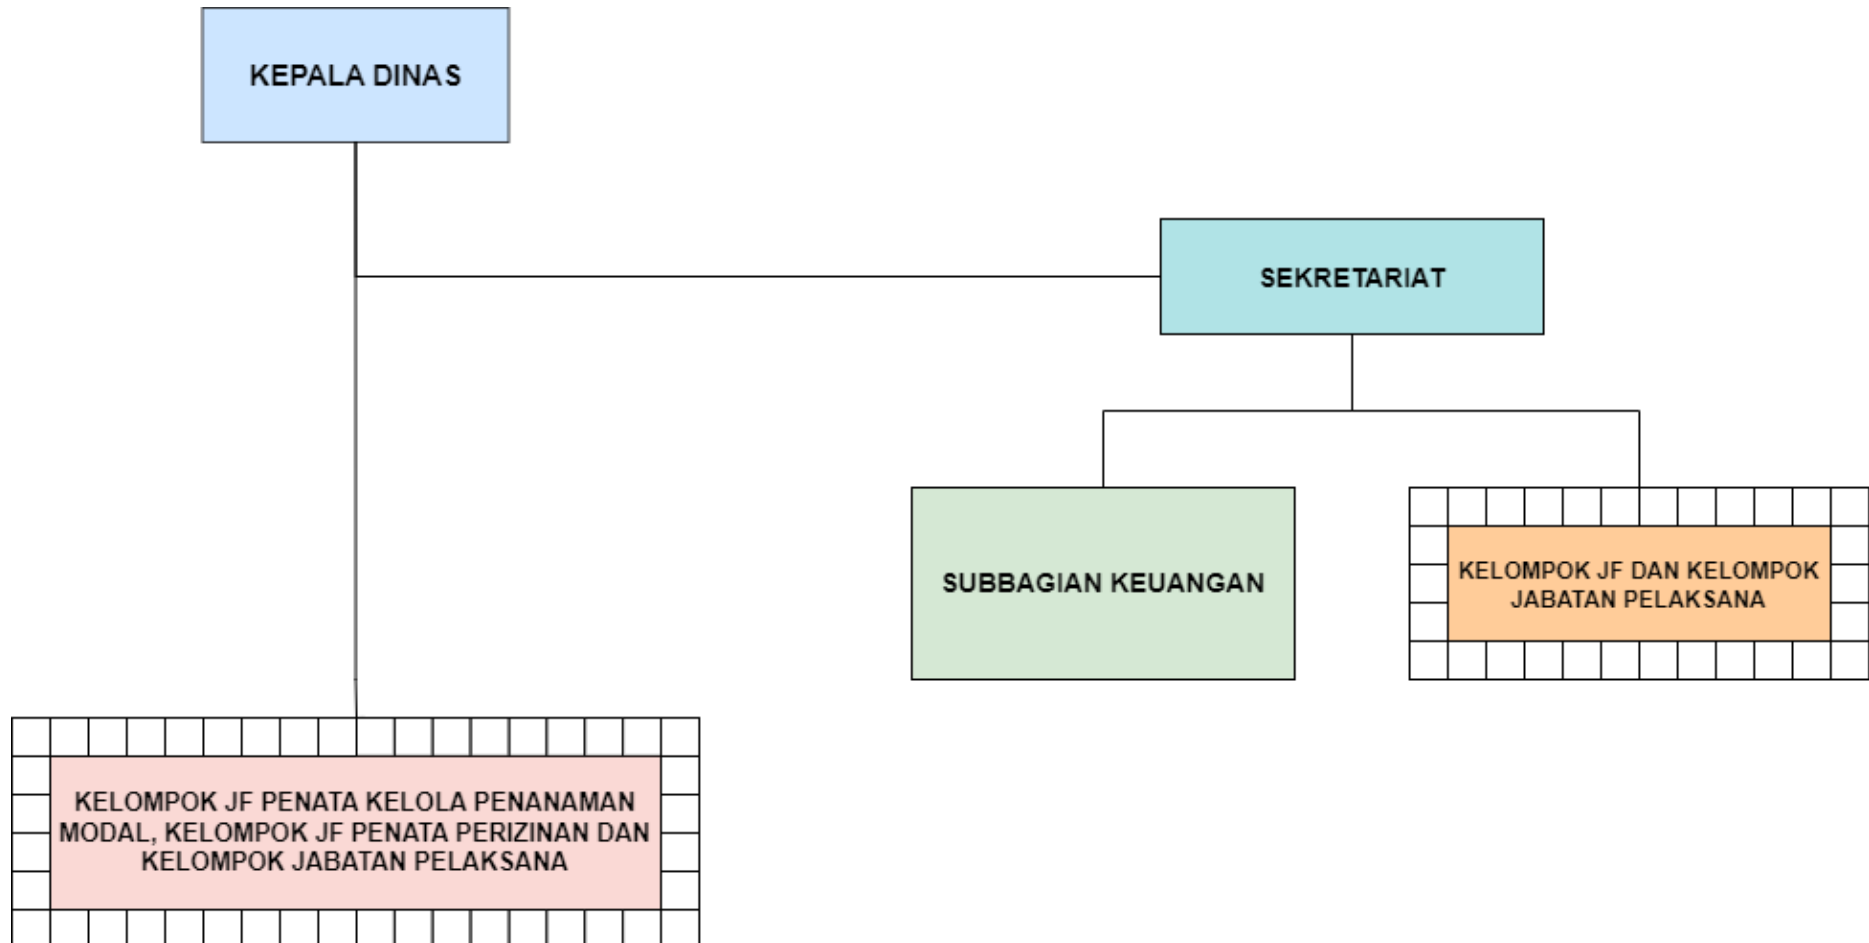 KEPALA DINAS
SEKRETARIAT
SUBBAGIAN KEUANGAN
KELOMPOK JF DAN KELOMPOK
JABATAN PELAKSANA
KELOMPOK JF PENATA KELOLA PENANAMAN
MODAL, KELOMPOK JF PENATA PERIZINAN DAN
KELOMPOK JABATAN PELAKSANA